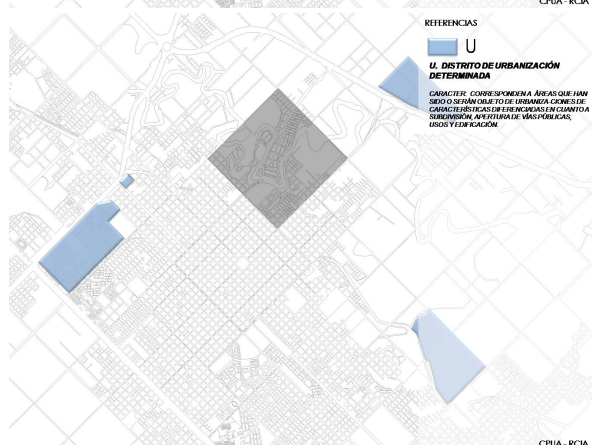 CPUA - RCIA
REFERENCIAS
U
U. DISTRITO DE URBANIZACIÓN
DETERMINADA
CARACTER: CORRESPONDEN A ÁREAS QUE HAN
SIDO O SERÁN OBJETO DE URBANIZA-CIONES DE
CARACTERÍSTICAS DIFERENCIADAS EN CUANTO A
SUBDIVISIÓN, APERTURA DE VÍAS PÚBLICAS,
USOS Y EDIFICACIÓN.
CPUA - RCIA